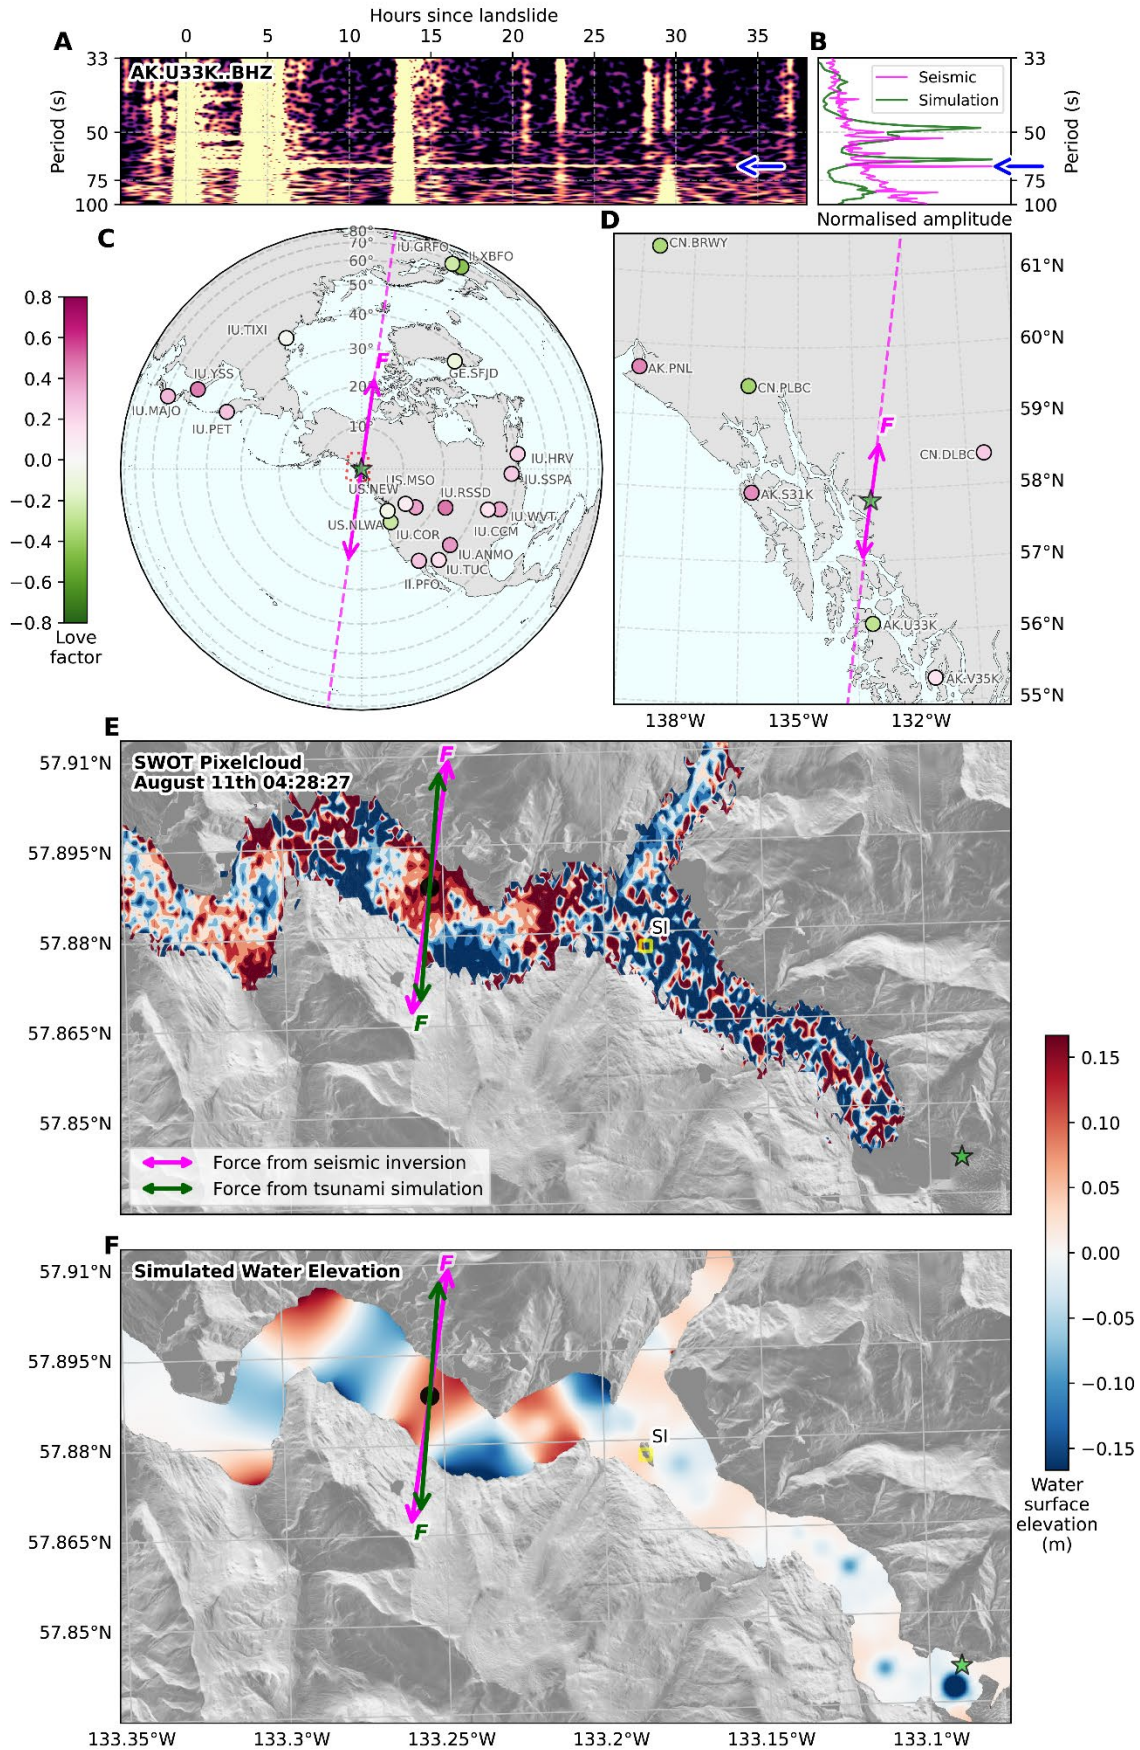 Hours since landslide
A
0 5 10 15 20 25 30 35
B
33
AK.U33K..BHZ
50
75
100
Period (s)
Seismic
Simulation
33
50
75
100
Period (s)
Normalised amplitude
C
80°
70°
60°
50°
40°
30°
20°
10°
IU.GRFO
II.XBFO
IU.TIXI
F
GE.SFJD
IU.YSS
IU.MAJO
IU.PET
IU.HRV
US.MSO
IU.SSPA
US.NEW
IU.RSSD
US.NLWA
IU.WVT
IU.COR
IU.CCM
IU.ANMO
IU.TUC
II.PFO
0.8
0.6
0.4
0.2
0.0
−0.2
−0.4
−0.6
−0.8
Love
factor
D
CN.BRWY
AK.PNL
CN.PLBC
F
CN.DLBC
AK.S31K
AK.U33K
AK.V35K
61°N
60°N
59°N
58°N
57°N
56°N
55°N
138°W 135°W 132°W
E
SWOT Pixelcloud
August 11th 04:28:27
F
SI
F
57.91°N
57.895°N
57.88°N
57.865°N
57.85°N
Force from seismic inversion
Force from tsunami simulation
F
Simulated Water Elevation
F
SI
F
57.91°N
57.895°N
57.88°N
57.865°N
57.85°N
133.35°W 133.3°W 133.25°W 133.2°W 133.15°W 133.1°W
0.15
0.10
0.05
0.00
−0.05
−0.10
−0.15
Water
surface
elevation
(m)